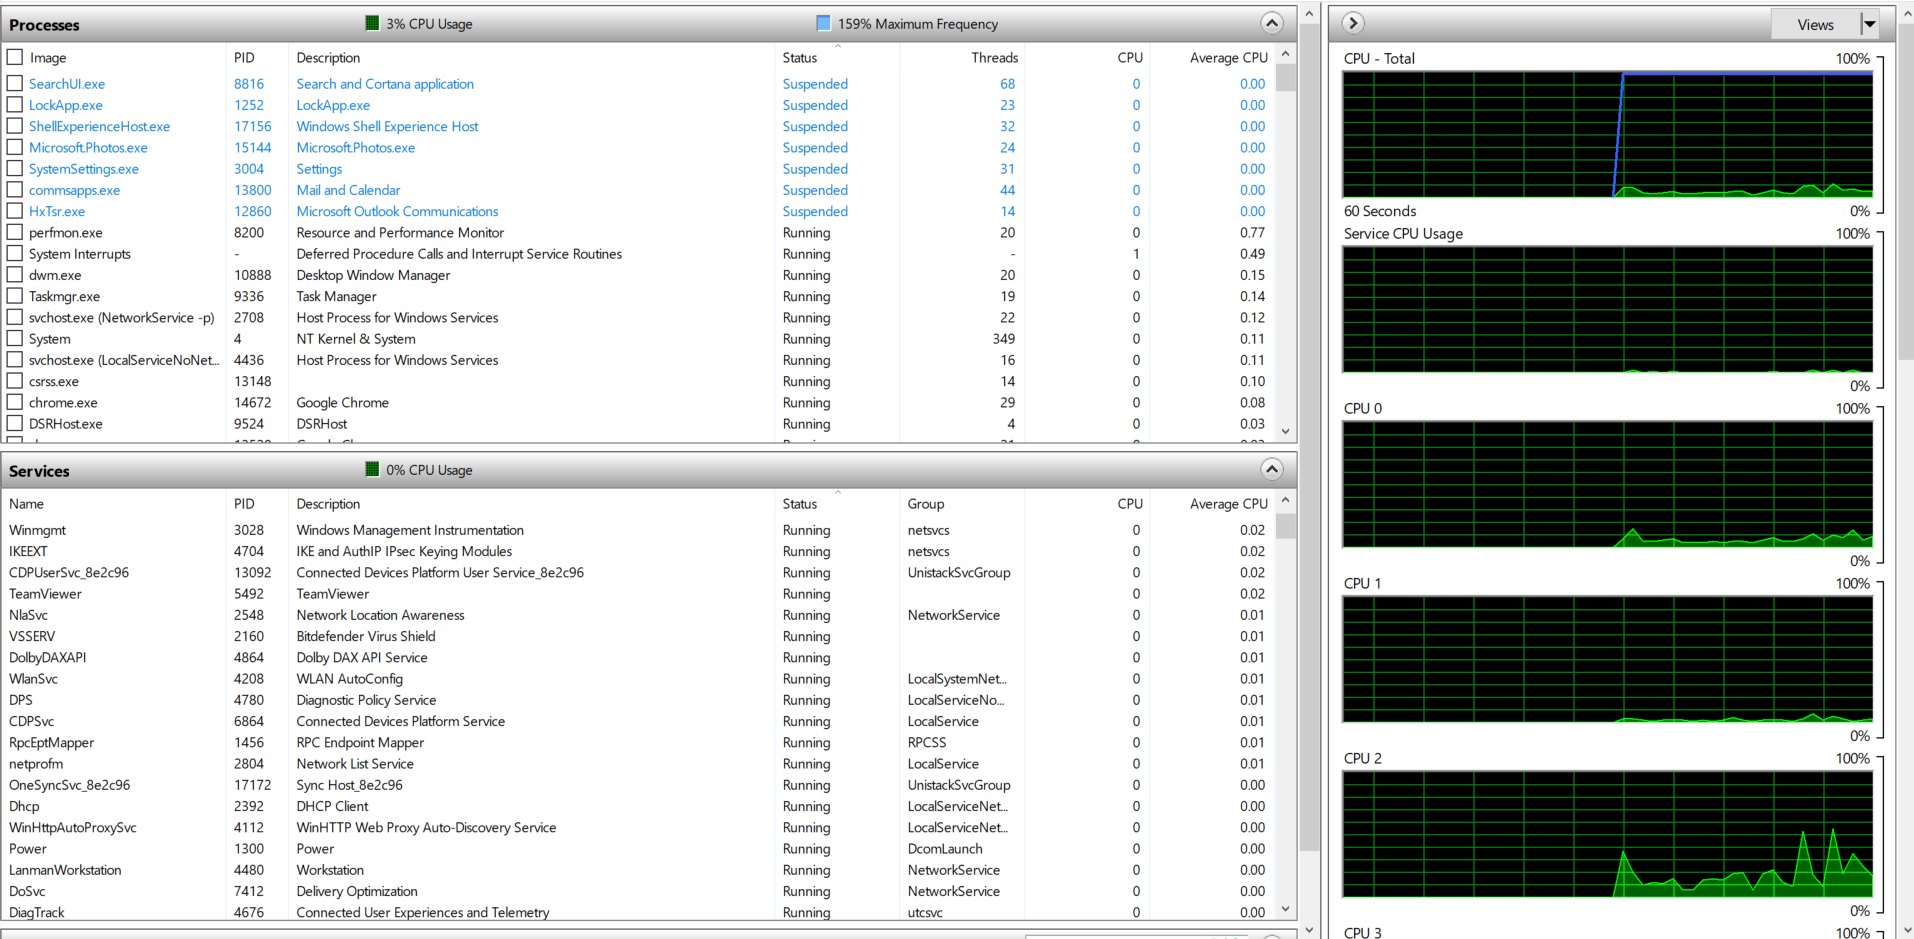 Processes 3% CPU Usage 159% Maximum Frequency
Image PID Description Status Threads CPU Average CPU
SearchUI.exe 8816 Search and Cortana application Suspended 68 0 0.00
LockApp.exe 1252 LockApp.exe Suspended 23 0 0.00
ShellExperienceHost.exe 17156 Windows Shell Experience Host Suspended 32 0 0.00
Microsoft.Photos.exe 15144 Microsoft.Photos.exe Suspended 24 0 0.00
SystemSettings.exe 3004 Settings Suspended 31 0 0.00
commsapps.exe 13800 Mail and Calendar Suspended 44 0 0.00
HxTsr.exe 12860 Microsoft Outlook Communications Suspended 14 0 0.00
perfmon.exe 8200 Resource and Performance Monitor Running 20 0 0.77
System Interrupts - Deferred Procedure Calls and Interrupt Service Routines Running - 1 0.49
dwm.exe 10888 Desktop Window Manager Running 20 0 0.15
Taskmgr.exe 9336 Task Manager Running 19 0 0.14
svchost.exe (NetworkService -p) 2708 Host Process for Windows Services Running 22 0 0.12
System 4 NT Kernel & System Running 349 0 0.11
svchost.exe (LocalServiceNoNet... 4436 Host Process for Windows Services Running 16 0 0.11
csrss.exe 13148 Running 14 0 0.10
chrome.exe 14672 Google Chrome Running 29 0 0.08
DSRHost.exe 9524 DSRHost Running 4 0 0.03
Services 0% CPU Usage
Name PID Description Status Group CPU Average CPU
Winmgmt 3028 Windows Management Instrumentation Running netsvcs 0 0.02
IKEEXT 4704 IKE and AuthIP IPsec Keying Modules Running netsvcs 0 0.02
CDPUserSvc_8e2c96 13092 Connected Devices Platform User Service_8e2c96 Running UnistackSvcGroup 0 0.02
TeamViewer 5492 TeamViewer Running 0 0.02
NlaSvc 2548 Network Location Awareness Running NetworkService 0 0.01
VSSERV 2160 Bitdefender Virus Shield Running 0 0.01
DolbyDAXAPI 4864 Dolby DAX API Service Running 0 0.01
WlanSvc 4208 WLAN AutoConfig Running LocalSystemNet... 0 0.01
DPS 4780 Diagnostic Policy Service Running LocalServiceNo... 0 0.01
CDPSvc 6864 Connected Devices Platform Service Running LocalService 0 0.01
RpcEptMapper 1456 RPC Endpoint Mapper Running RPCSS 0 0.01
netprofm 2804 Network List Service Running LocalService 0 0.01
OneSyncSvc_8e2c96 17172 Sync Host_8e2c96 Running UnistackSvcGroup 0 0.00
Dhcp 2392 DHCP Client Running LocalServiceNet... 0 0.00
WinHttpAutoProxySvc 4112 WinHTTP Web Proxy Auto-Discovery Service Running LocalServiceNet... 0 0.00
Power 1300 Power Running DcomLaunch 0 0.00
LanmanWorkstation 4480 Workstation Running NetworkService 0 0.00
DoSvc 7412 Delivery Optimization Running NetworkService 0 0.00
DiagTrack 4676 Connected User Experiences and Telemetry Running utcsvc 0 0.00
Views
CPU - Total 100%
60 Seconds 0%
Service CPU Usage 100%
0%
CPU 0 100%
0%
CPU 1 100%
0%
CPU 2 100%
0%
CPU 3 100%